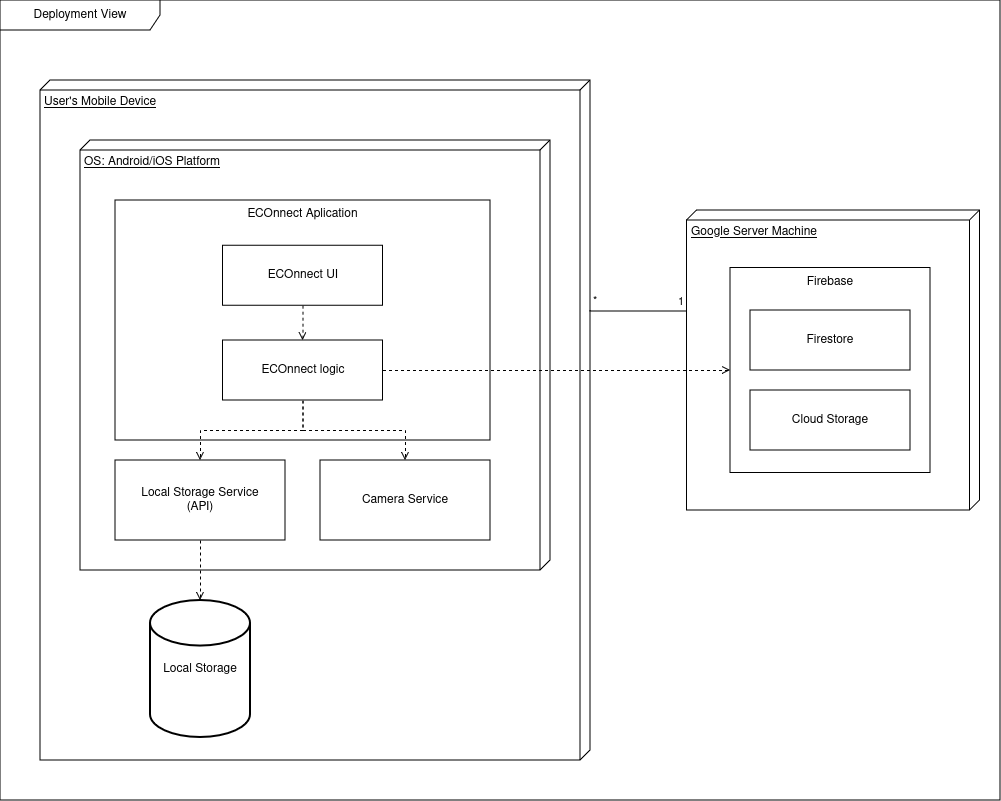 Deployment View
User's Mobile Device
OS: Android/iOS Platform
ECOnnect Aplication
ECOnnect UI
ECOnnect logic
Local Storage Service
(API)
Camera Service
Local Storage
*
1
Google Server Machine
Firebase
Firestore
Cloud Storage